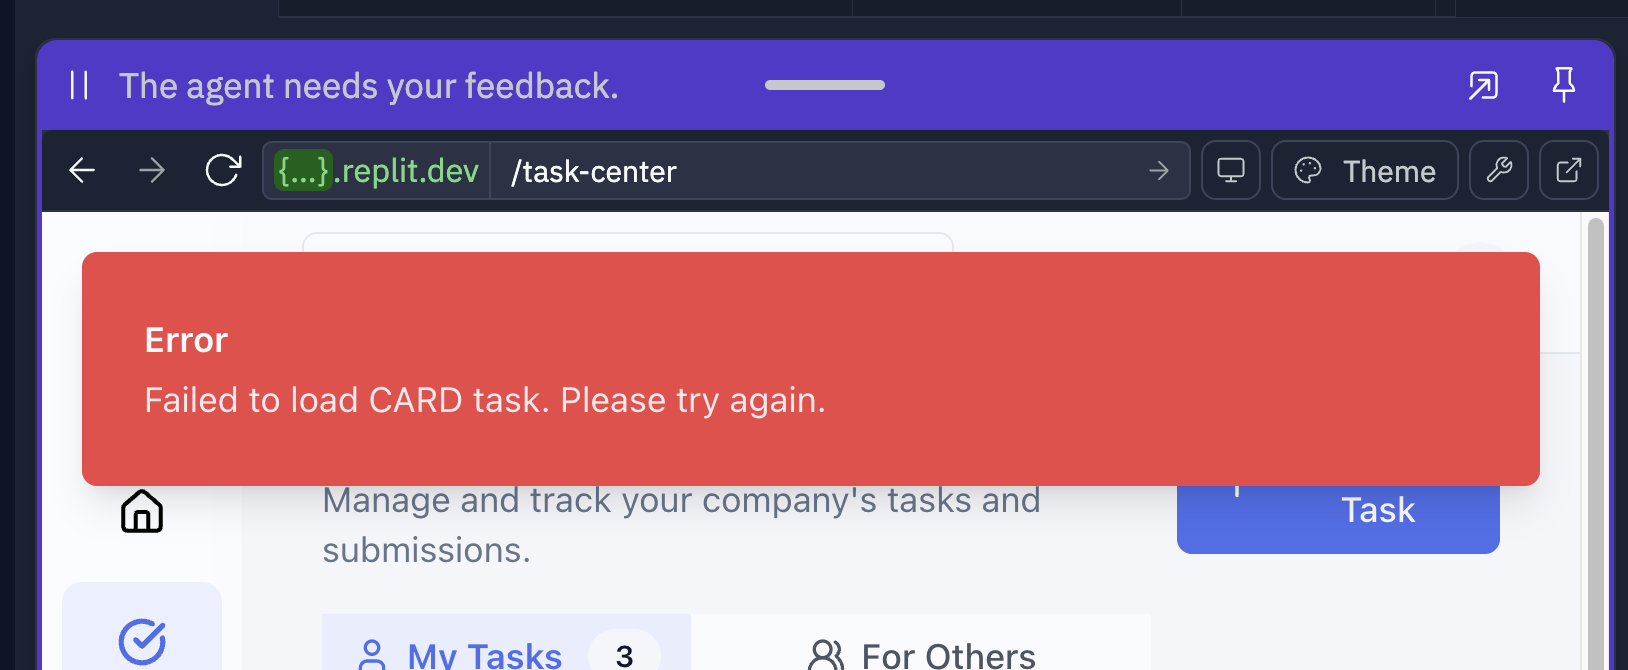 The agent needs your feedback.
{...}.replit.dev /task-center
Theme
Error
Failed to load CARD task. Please try again.
Manage and track your company's tasks and
submissions.
Task
My Tasks 3
For Others